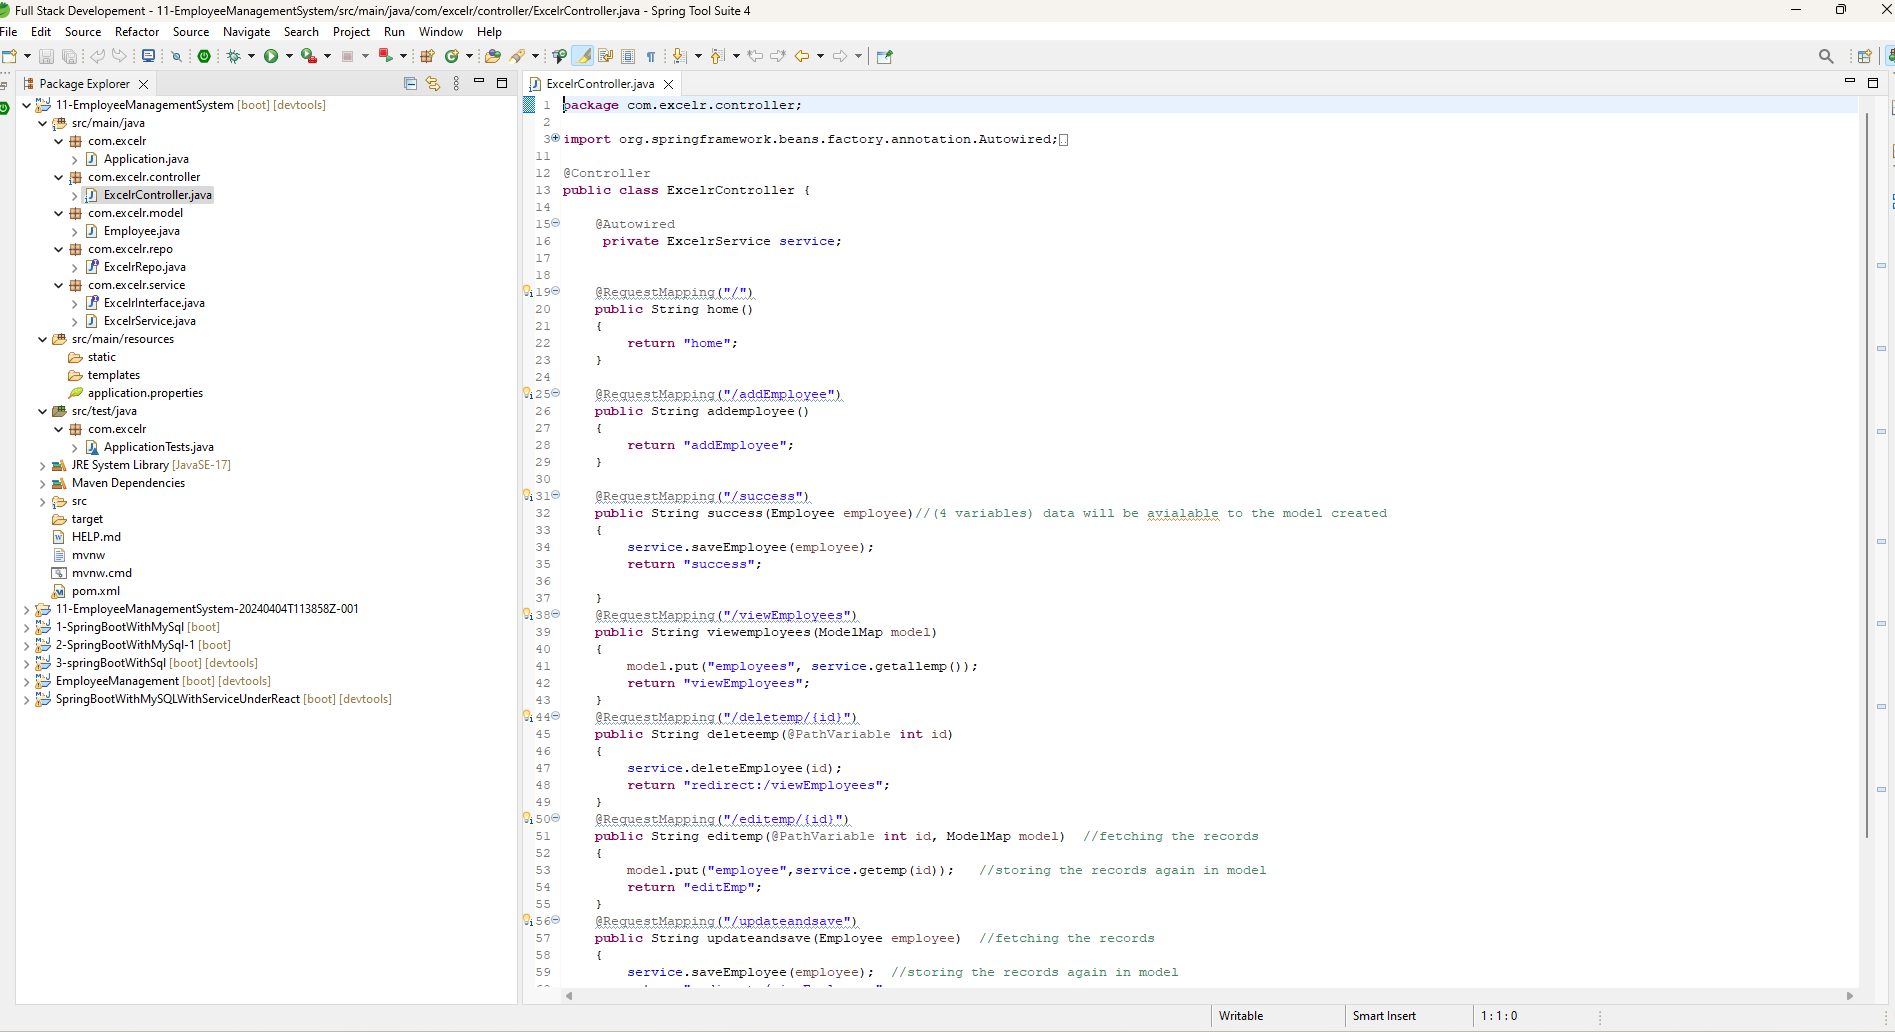 Full Stack Developement - 11-EmployeeManagementSystem/src/main/java/com/excelr/controller/ExcelrController.java - Spring Tool Suite 4
File Edit Source Refactor Source Navigate Search Project Run Window Help
Package Explorer
11-EmployeeManagementSystem [boot] [devtools]
src/main/java
com.excelr
Application.java
com.excelr.controller
ExcelrController.java
com.excelr.model
Employee.java
com.excelr.repo
ExcelrRepo.java
com.excelr.service
ExcelrInterface.java
ExcelrService.java
src/main/resources
static
templates
application.properties
src/test/java
com.excelr
ApplicationTests.java
JRE System Library [JavaSE-17]
Maven Dependencies
src
target
HELP.md
mvnw
mvnw.cmd
pom.xml
11-EmployeeManagementSystem-20240404T113858Z-001
1-SpringBootWithMySql [boot]
2-SpringBootWithMySql-1 [boot]
3-springBootWithSql [boot] [devtools]
EmployeeManagement [boot] [devtools]
SpringBootWithMySQLWithServiceUnderReact [boot] [devtools]
ExcelrController.java
1 package com.excelr.controller;
2
3 import org.springframework.beans.factory.annotation.Autowired;
11
12 @Controller
13 public class ExcelrController {
14
15 @Autowired
16 private ExcelrService service;
17
18
19 @RequestMapping("/")
20 public String home()
21 {
22 return "home";
23 }
24
25 @RequestMapping("/addEmployee")
26 public String addemployee()
27 {
28 return "addEmployee";
29 }
30
31 @RequestMapping("/success")
32 public String success(Employee employee)//(4 variables) data will be avialable to the model created
33 {
34 service.saveEmployee(employee);
35 return "success";
36
37 }
38 @RequestMapping("/viewEmployees")
39 public String viewemployees(ModelMap model)
40 {
41 model.put("employees", service.getallemp());
42 return "viewEmployees";
43 }
44 @RequestMapping("/deletemp/{id}")
45 public String deleteemp(@PathVariable int id)
46 {
47 service.deleteEmployee(id);
48 return "redirect:/viewEmployees";
49 }
50 @RequestMapping("/editemp/{id}")
51 public String editemp(@PathVariable int id, ModelMap model) //fetching the records
52 {
53 model.put("employee",service.getemp(id)); //storing the records again in model
54 return "editEmp";
55 }
56 @RequestMapping("/updateandsave")
57 public String updateandsave(Employee employee) //fetching the records
58 {
59 service.saveEmployee(employee); //storing the records again in model
Writable Smart Insert 1 : 1 : 0